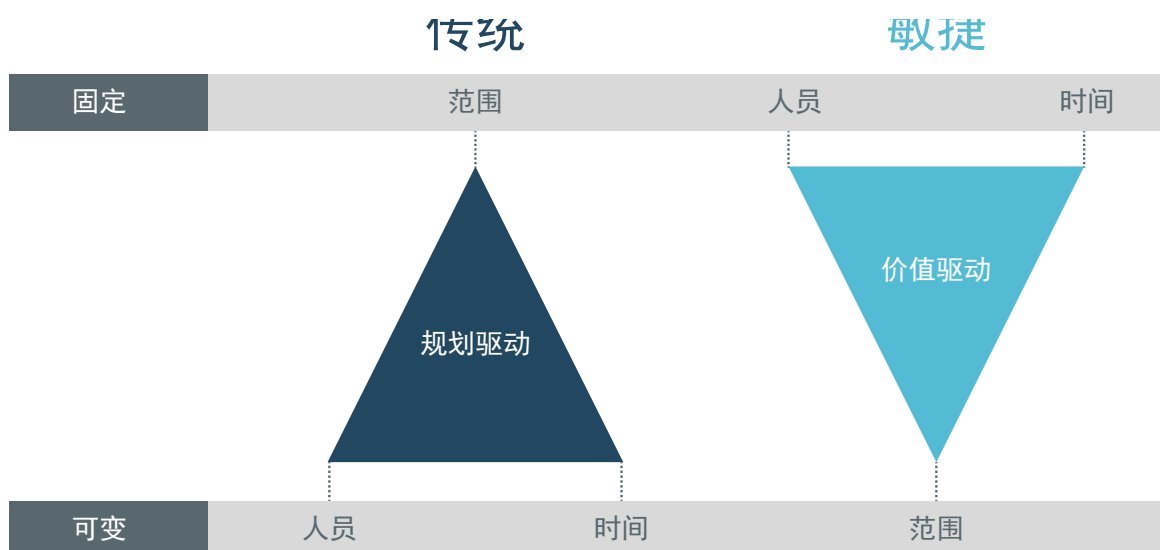 传统 敏捷
固定 范围 人员 时间
价值驱动
规划驱动
可变 人员 时间 范围